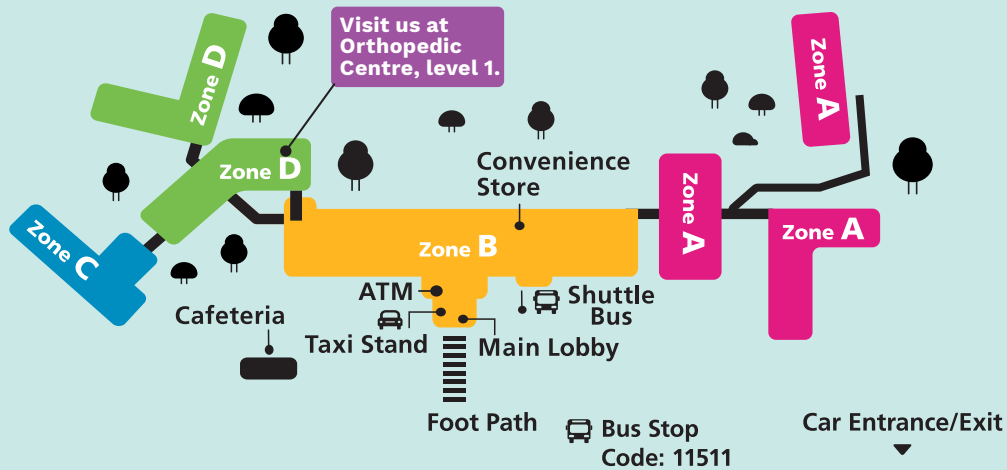 Visit us at
Orthopedic
Centre, level 1.
Zone D
Zone A
Zone D
Convenience
Store
Zone A
Zone A
Zone C
Zone B
ATM
Shuttle
Bus
Cafeteria
Taxi Stand
Main Lobby
Foot Path
Bus Stop
Code: 11511
Car Entrance/Exit